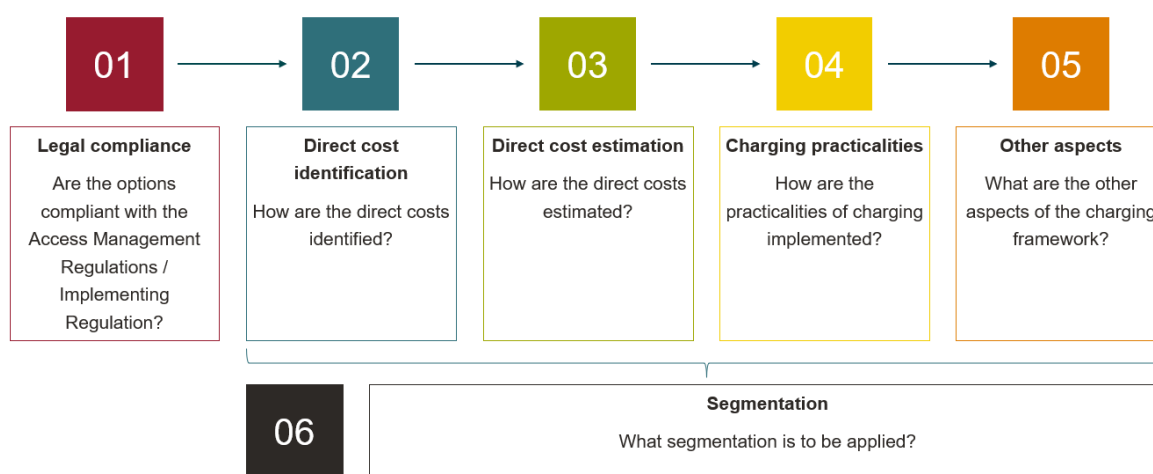 01
02
03
04
05
Legal compliance
Are the options
compliant with the
Access Management
Regulations /
Implementing
Regulation?
Direct cost
identification
How are the direct costs
identified?
Direct cost estimation
How are the direct costs
estimated?
Charging practicalities
How are the
practicalities of charging
implemented?
Other aspects
What are the other
aspects of the charging
framework?
06
Segmentation
What segmentation is to be applied?